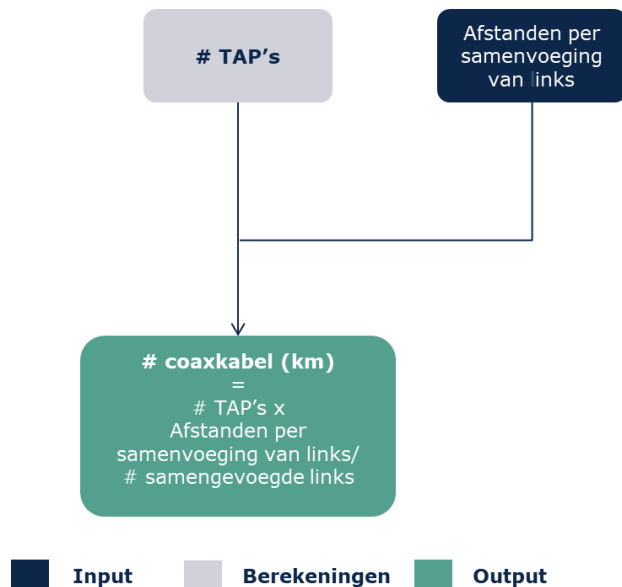 # TAP’s
Afstanden per
samenvoeging
van links
# coaxkabel (km)
=
# TAP’s x
Afstanden per
samenvoeging van links/
# samengevoegde links
Input
Berekeningen
Output